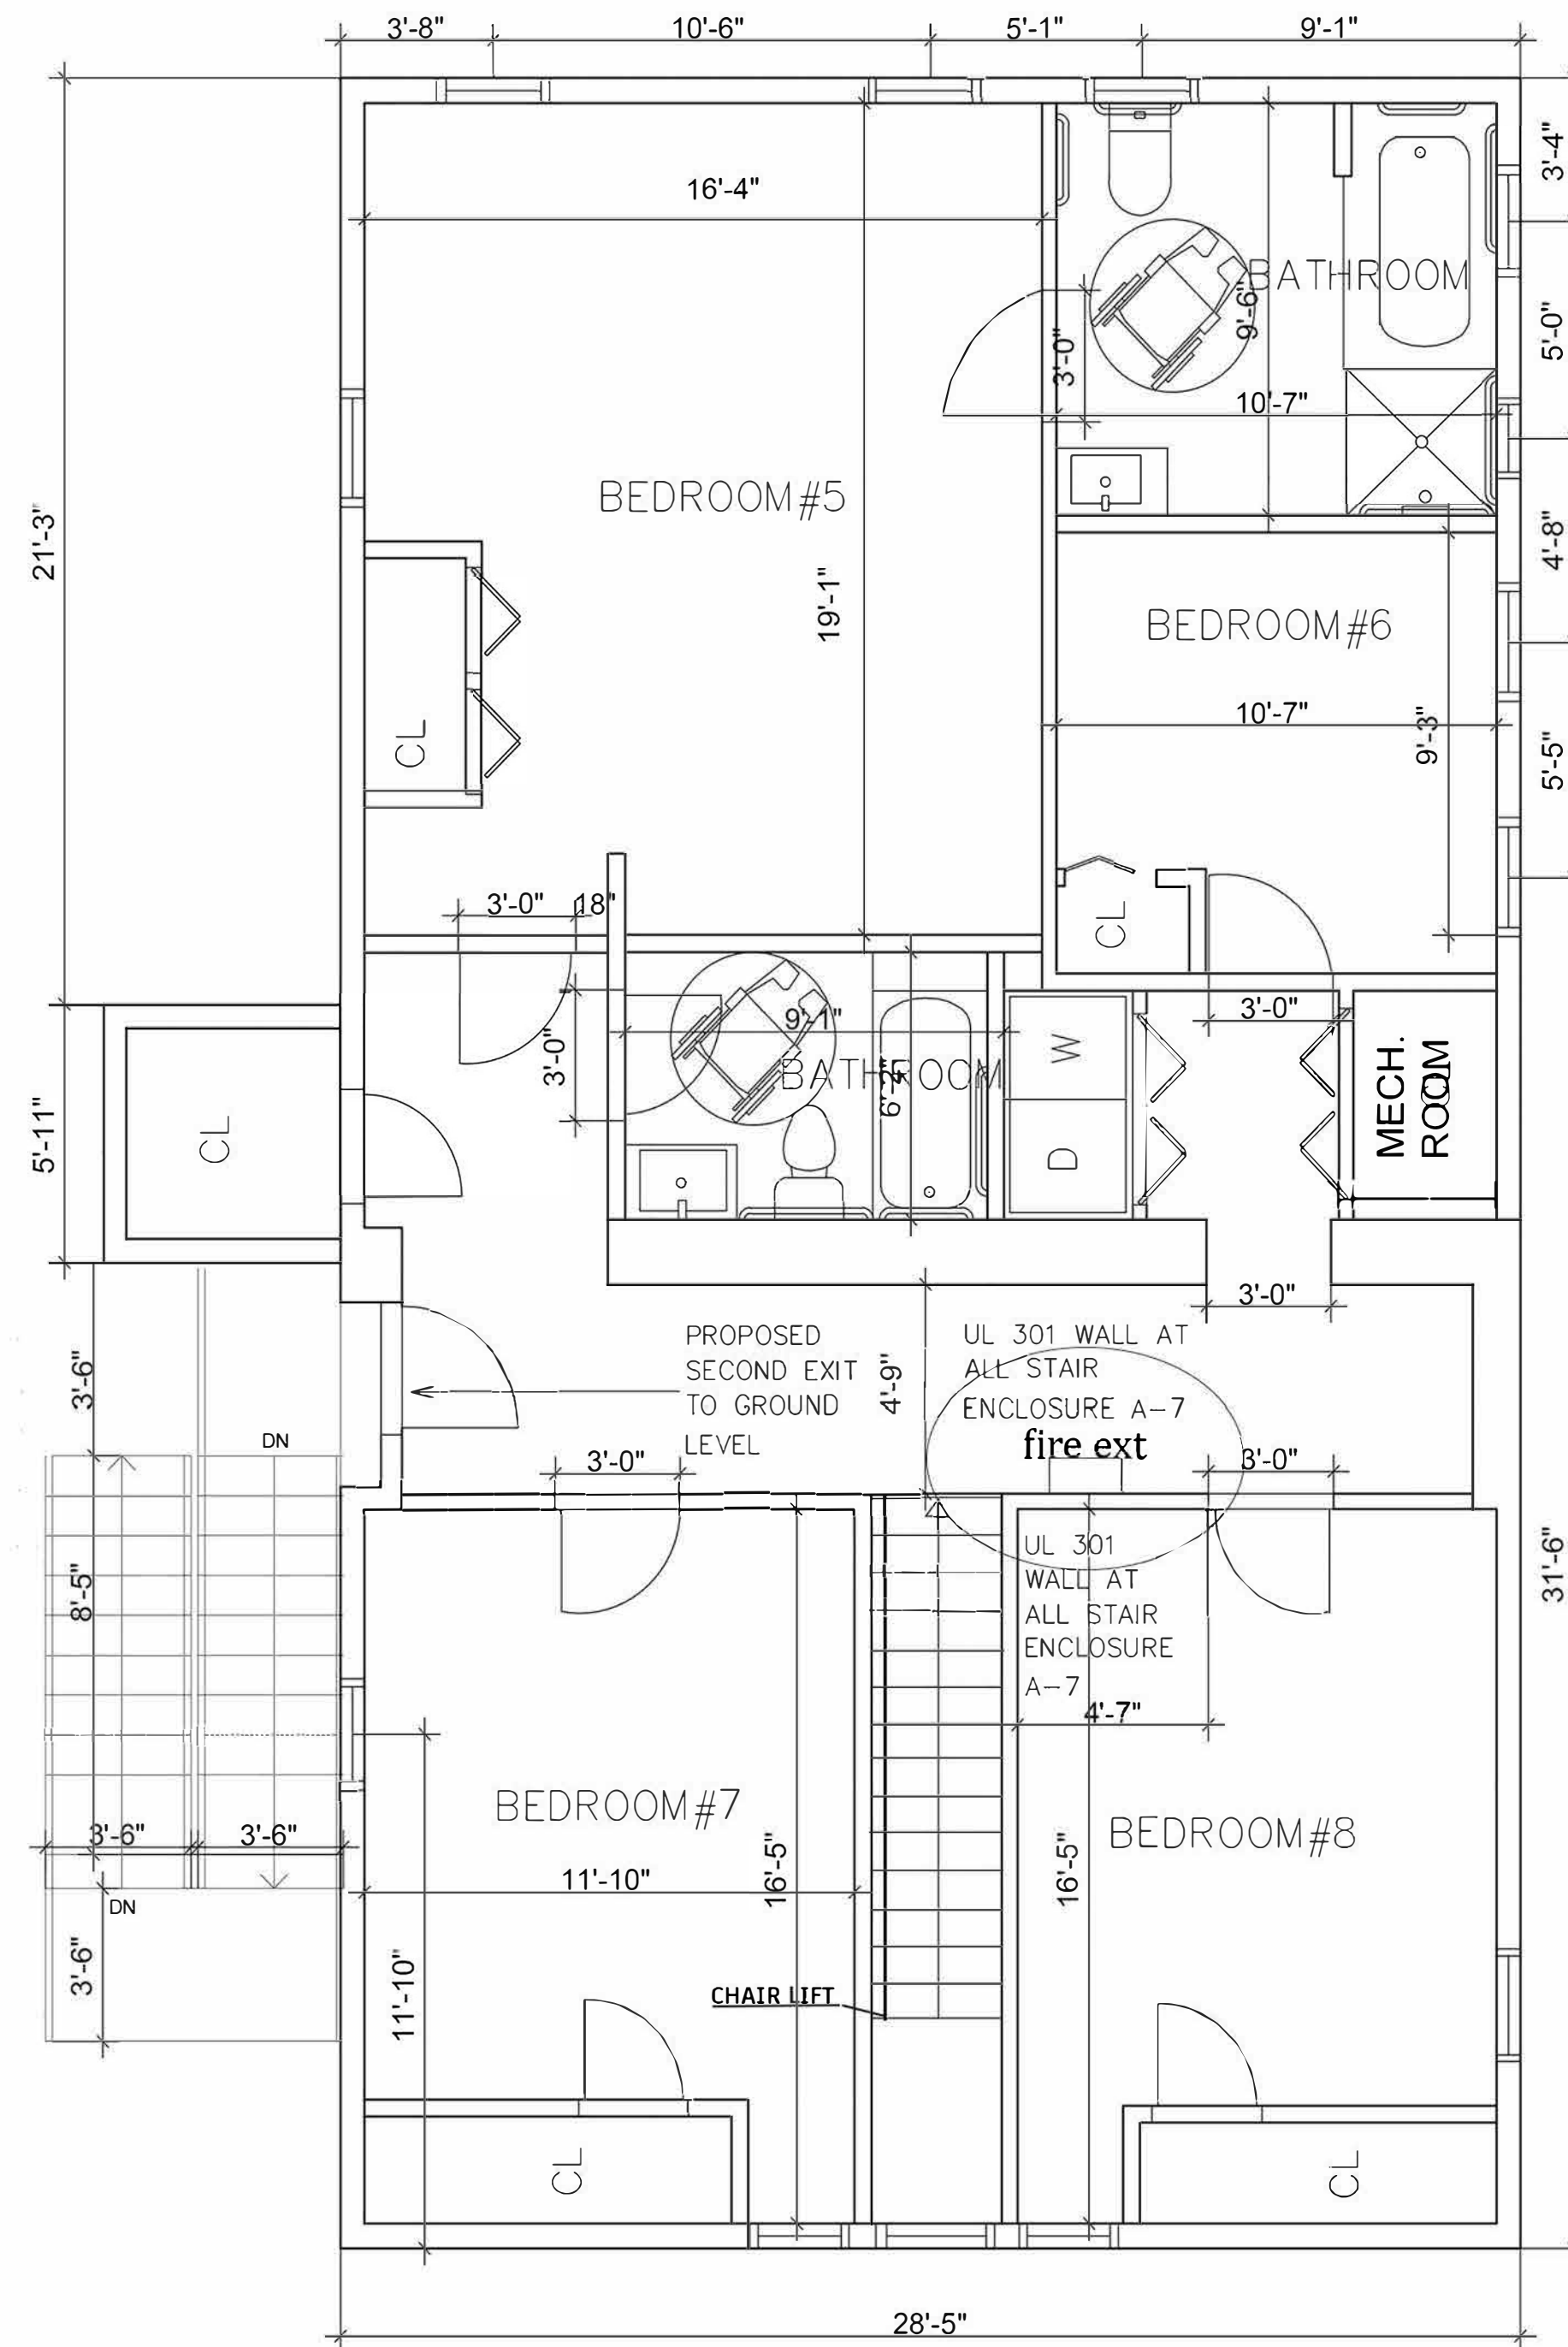 3'-8"
10'-6"
5'-1"
9'-1"
3'-4"
16'-4"
BATHROOM
9'-6"
5'-0"
3'-0"
10'-7"
BEDROOM#5
21'-3"
4'-8"
19'-1"
BEDROOM#6
10'-7"
9'-3"
5'-5"
CL
3'-0"
18"
CL
3'-0"
9'-1"
3'-0"
W
BATHROOM
MECH.
ROOM
CL
5'-11"
D
3'-0"
PROPOSED
SECOND EXIT
TO GROUND
LEVEL
4'-9"
UL 301 WALL AT
ALL STAIR
ENCLOSURE A-7
fire ext
3'-6"
DN
3'-0"
3'-0"
UL 301
WALL AT
ALL STAIR
ENCLOSURE
A-7
8'-5"
31'-6"
4'-7"
BEDROOM#7
BEDROOM#8
3'-6"
3'-6"
11'-10"
16'-5"
16'-5"
DN
3'-6"
11'-10"
CHAIR LIFT
CL
CL
28'-5"